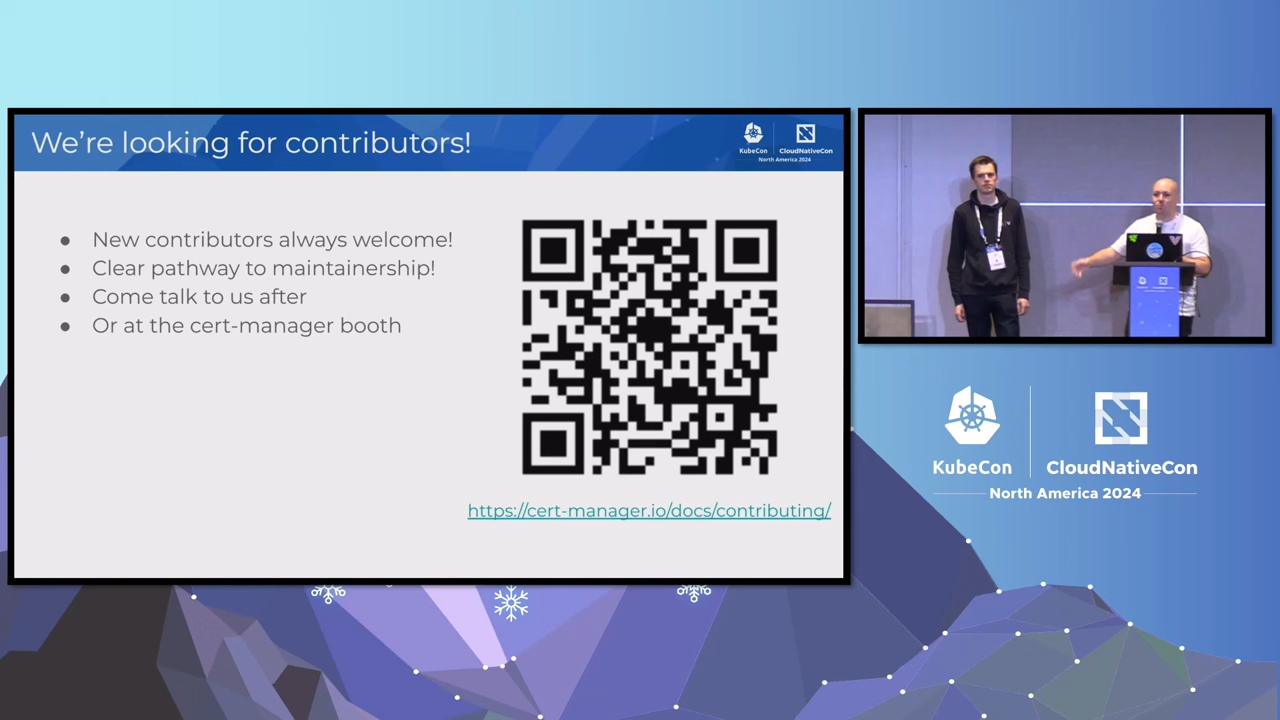 We're looking for contributors!
KubeCon
CloudNativeCon
North America 2024
● New contributors always welcome!
● Clear pathway to maintainership!
● Come talk to us after
● Or at the cert-manager booth
https://cert-manager.io/docs/contributing/
KubeCon
CloudNativeCon
North America 2024